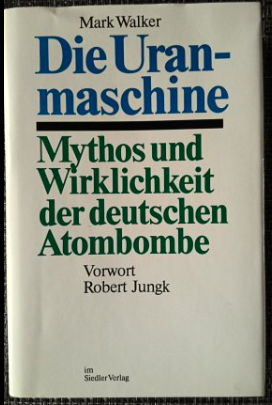 Mark Walker
Die Uran-
maschine
Mythos und
Wirklichkeit
der deutschen
Atombombe
Vorwort
Robert Jungk
im
Siedler Verlag